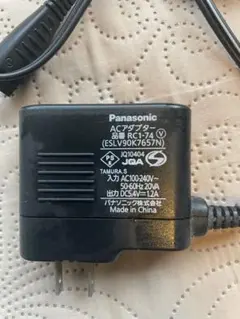 Panasonic
ACアダプター
品番 RC1-74 Ⓥ
(ESLV90K7657N)
PS E JQ10404 JQA S
TAMURA.S
入力 AC100-240V~
50-60Hz 20VA
出力 DC5.4V⎓1.2A
パナソニック株式会社
Made in China